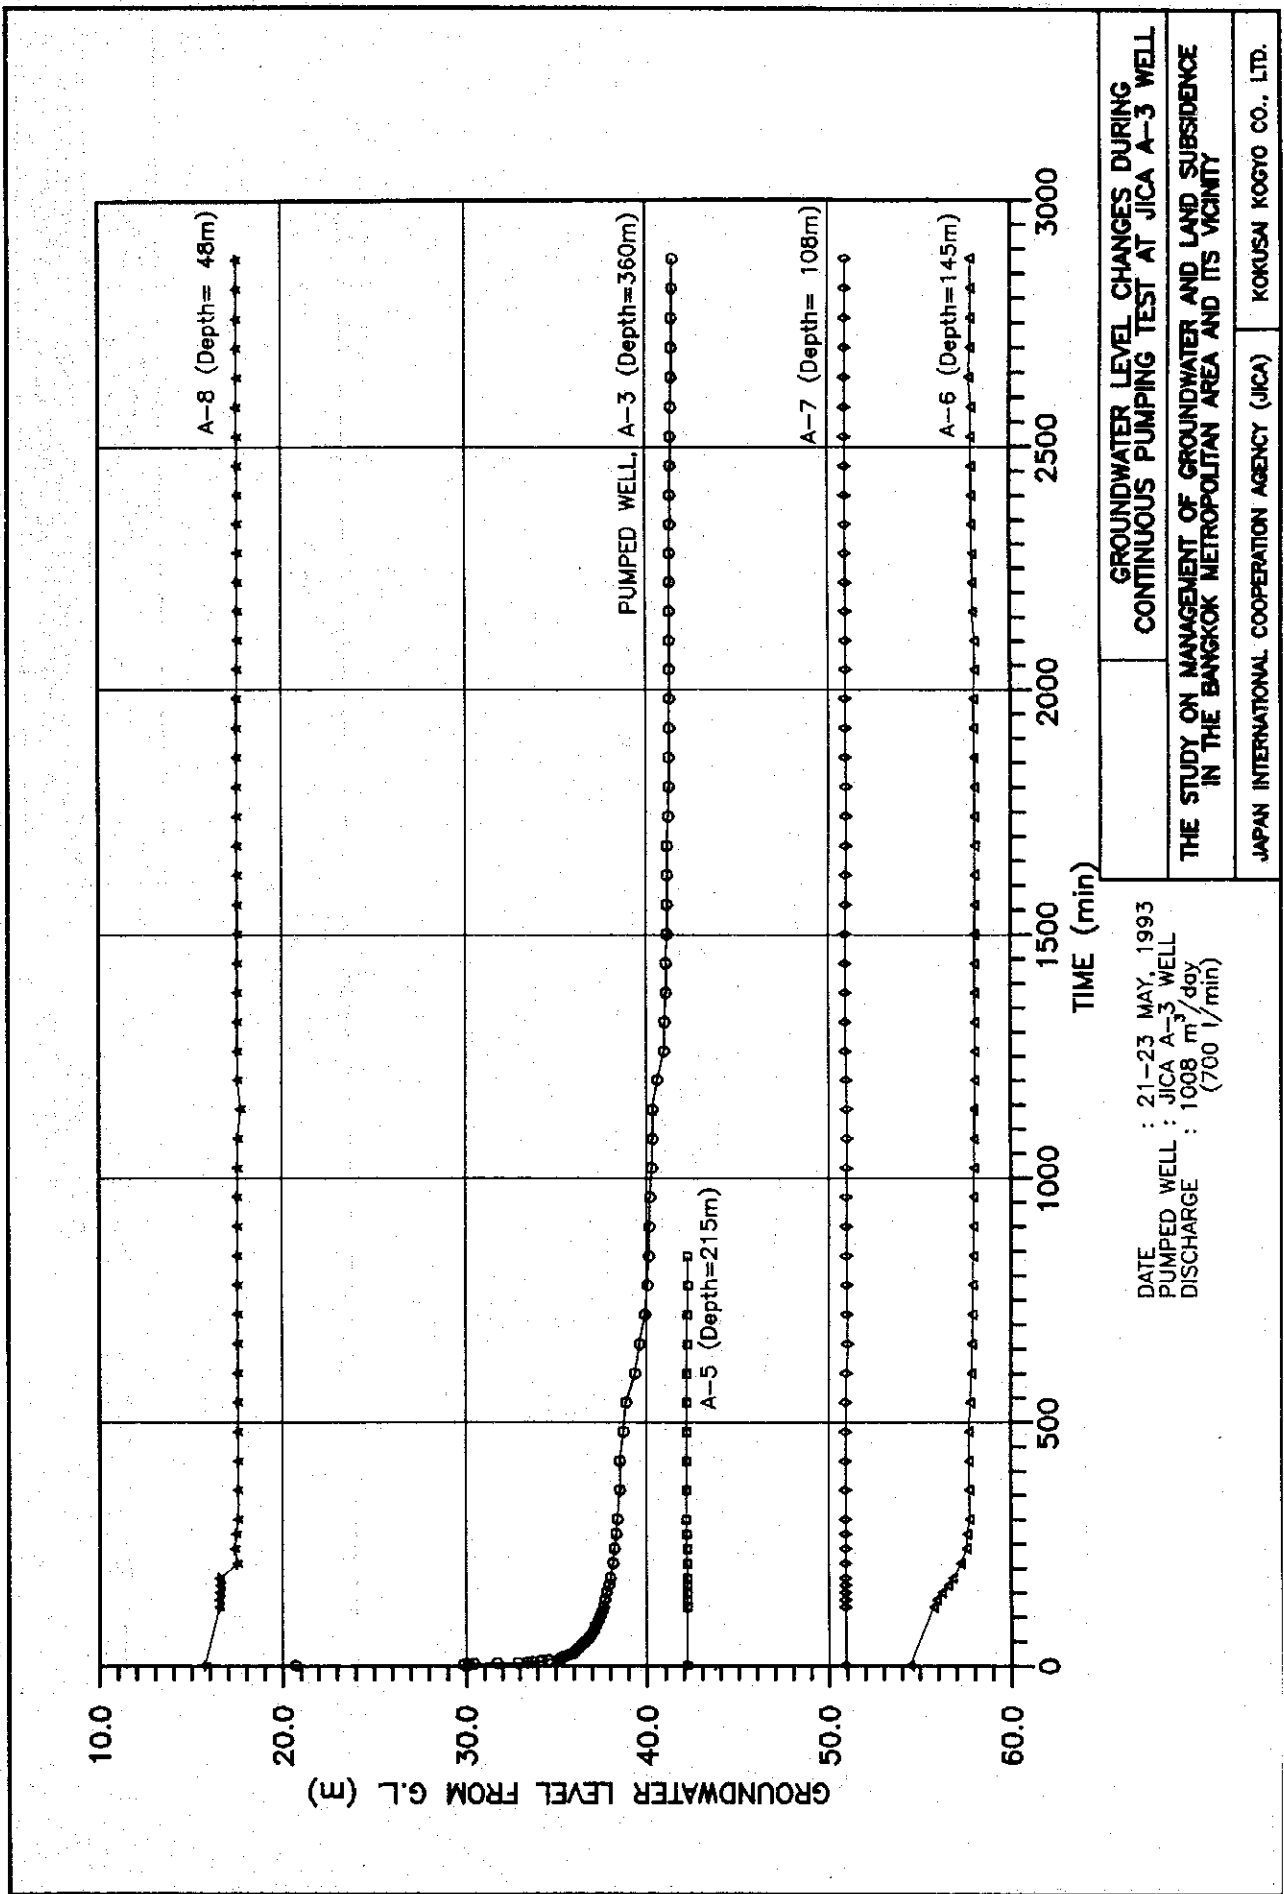 GROUNDWATER LEVEL FROM G.L (m)
10.0
20.0
30.0
40.0
50.0
60.0
A-8 (Depth= 48m)
PUMPED WELL, A-3 (Depth=360m)
A-5 (Depth=215m)
A-7 (Depth= 108m)
A-6 (Depth=145m)
0
500
1000
1500
2000
2500
3000
TIME (min)
DATE : 21-23 MAY, 1993
PUMPED WELL : JICA A-3 WELL
DISCHARGE : 1008 m³/day
(700 l/min)
GROUNDWATER LEVEL CHANGES DURING
CONTINUOUS PUMPING TEST AT JICA A-3 WELL
THE STUDY ON MANAGEMENT OF GROUNDWATER AND LAND SUBSIDENCE
IN THE BANGKOK METROPOLITAN AREA AND ITS VICINITY
JAPAN INTERNATIONAL COOPERATION AGENCY (JICA)
KOKUSAI KOGYO CO., LTD.